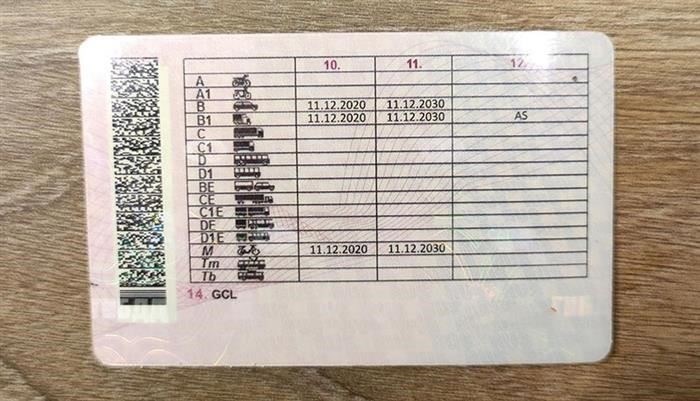 10. 11. 12.
A
A1
B 11.12.2020 11.12.2030
B1 11.12.2020 11.12.2030 AS
C
C1
D
D1
BE
CE
C1E
DE
D1E
M 11.12.2020 11.12.2030
Tm
Tb
14. GCL